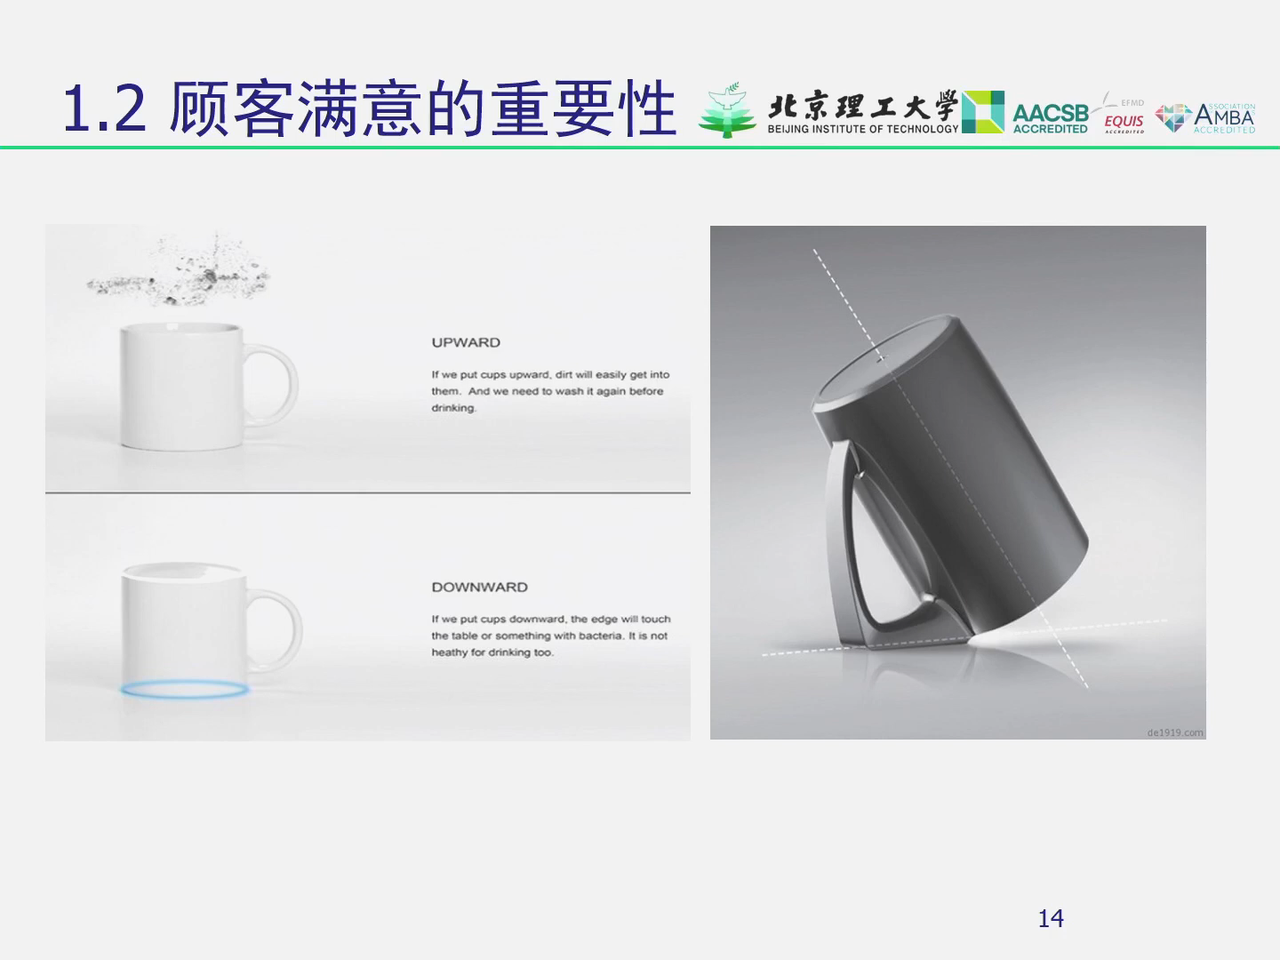 1.2 顾客满意的重要性
北京理工大学
BEIJING INSTITUTE OF TECHNOLOGY
AACSB
ACCREDITED
EFMD
EQUIS
ACCREDITED
ASSOCIATION
AMBA
ACCREDITED
UPWARD
If we put cups upward, dirt will easily get into
them. And we need to wash it again before
drinking.
DOWNWARD
If we put cups downward, the edge will touch
the table or something with bacteria. It is not
heathy for drinking too.
de1919.com
14